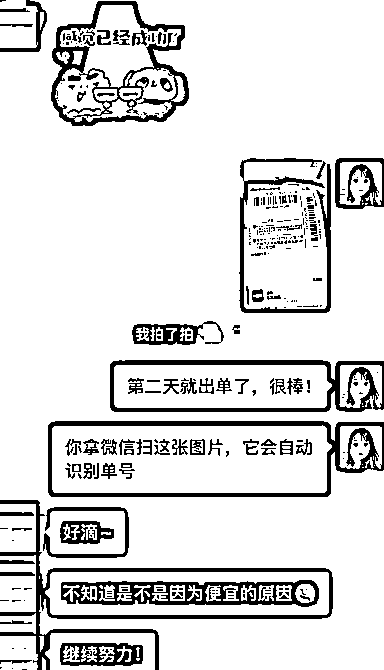 感觉已经成功了
我拍了拍
第二天就出单了，很棒！
你拿微信扫这张图片，它会自动
识别单号
好滴~
不知道是不是因为便宜的原因
继续努力！